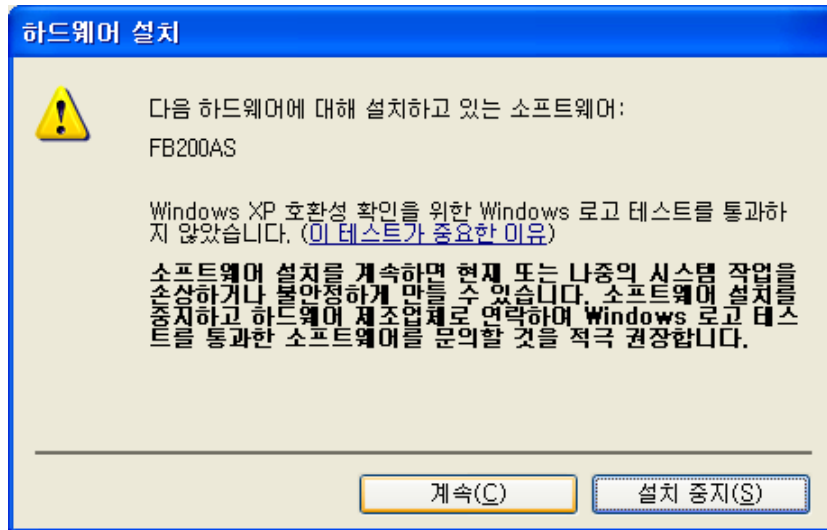 하드웨어 설치
다음 하드웨어에 대해 설치하고 있는 소프트웨어:
FB200AS
Windows XP 호환성 확인을 위한 Windows 로고 테스트를 통과하
지 않았습니다. (이 테스트가 중요한 이유)
소프트웨어 설치를 계속하면 현재 또는 나중의 시스템 작업을
손상하거나 불안정하게 만들 수 있습니다. 소프트웨어 설치를
중지하고 하드웨어 제조업체로 연락하여 Windows 로고 테스
트를 통과한 소프트웨어를 문의할 것을 적극 권장합니다.
계속(C)
설치 중지(S)